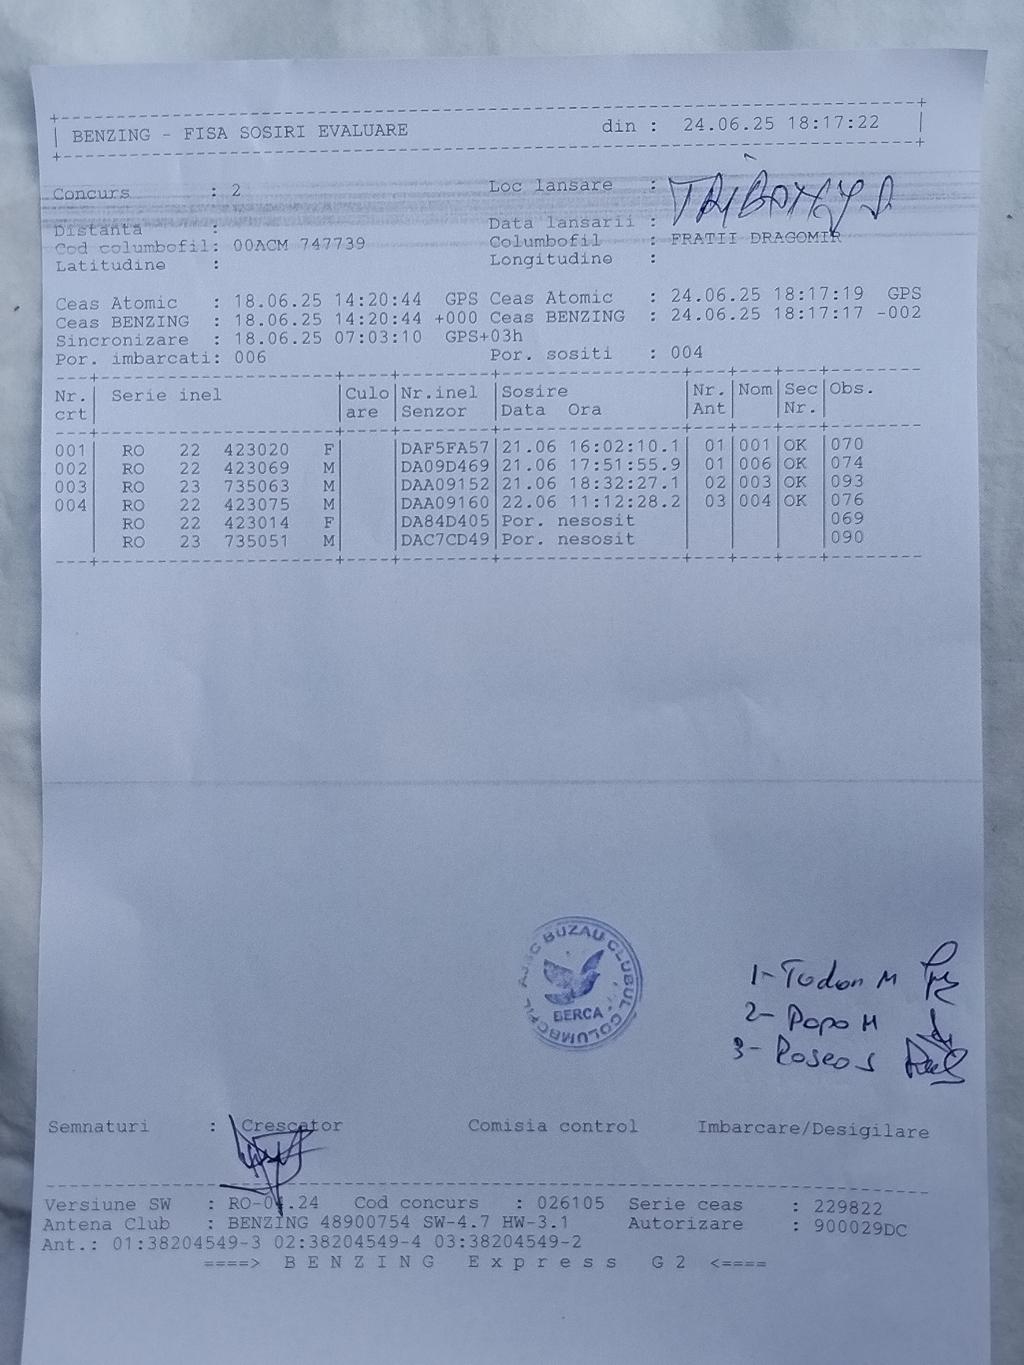 BENZING - FISA SOSIRI EVALUARE din : 24.06.25 18:17:22
Concurs : 2 Loc lansare :
Distanta : Data lansarii :
Cod columbofil: 00ACM 747739 Columbofil : FRATII DRAGOMIR
Latitudine : Longitudine :
Ceas Atomic : 18.06.25 14:20:44 GPS Ceas Atomic : 24.06.25 18:17:19 GPS
Ceas BENZING : 18.06.25 14:20:44 +000 Ceas BENZING : 24.06.25 18:17:17 -002
Sincronizare : 18.06.25 07:03:10 GPS+03h
Por. imbarcati: 006 Por. sositi : 004
Nr. Serie inel Culo Nr.inel Sosire Nr. Nom Sec Obs.
crt are Senzor Data Ora Ant Nr.
001 RO 22 423020 F DAF5FA57 21.06 16:02:10.1 01 001 OK 070
002 RO 22 423069 M DA09D469 21.06 17:51:55.9 01 006 OK 074
003 RO 23 735063 M DAA09152 21.06 18:32:27.1 02 003 OK 093
004 RO 22 423075 M DAA09160 22.06 11:12:28.2 03 004 OK 076
RO 22 423014 F DA84D405 Por. nesosit 069
RO 23 735051 M DAC7CD49 Por. nesosit 090
AJSC BUZAU CLUBUL COLUMBOFIL
BERCA
1- Tudor M
2- Popa M
3- Rosca S
Semnaturi : Crescator Comisia control Imbarcare/Desigilare
Versiune SW : RO-04.24 Cod concurs : 026105 Serie ceas : 229822
Antena Club : BENZING 48900754 SW-4.7 HW-3.1 Autorizare : 900029DC
Ant.: 01:38204549-3 02:38204549-4 03:38204549-2
====> B E N Z I N G E x p r e s s G 2 <====